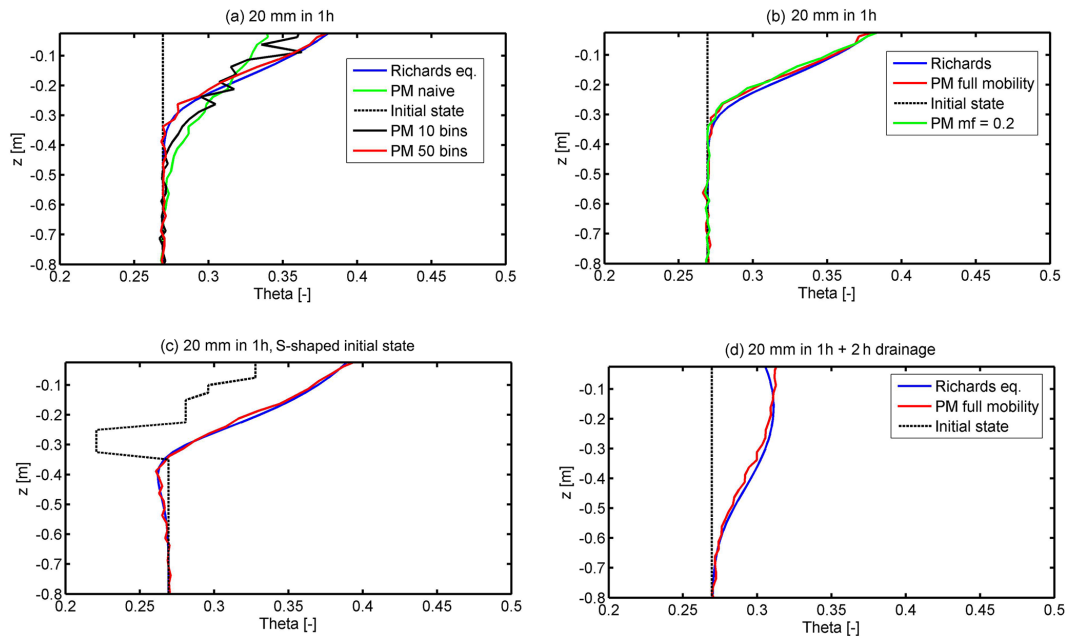 (a) 20 mm in 1h
-0.1
-0.2
-0.3
-0.4
-0.5
-0.6
-0.7
-0.8
z [m]
0.2 0.25 0.3 0.35 0.4 0.45 0.5
Theta [-]
Richards eq.
PM naive
Initial state
PM 10 bins
PM 50 bins
(b) 20 mm in 1h
-0.1
-0.2
-0.3
-0.4
-0.5
-0.6
-0.7
-0.8
z [m]
0.2 0.25 0.3 0.35 0.4 0.45 0.5
Theta [-]
Richards
PM full mobility
Initial state
PM mf = 0.2
(c) 20 mm in 1h, S-shaped initial state
-0.1
-0.2
-0.3
-0.4
-0.5
-0.6
-0.7
-0.8
z [m]
0.2 0.25 0.3 0.35 0.4 0.45 0.5
Theta [-]
(d) 20 mm in 1h + 2h drainage
-0.1
-0.2
-0.3
-0.4
-0.5
-0.6
-0.7
-0.8
z [m]
0.2 0.25 0.3 0.35 0.4 0.45 0.5
Theta [-]
Richards eq.
PM full mobility
Initial state